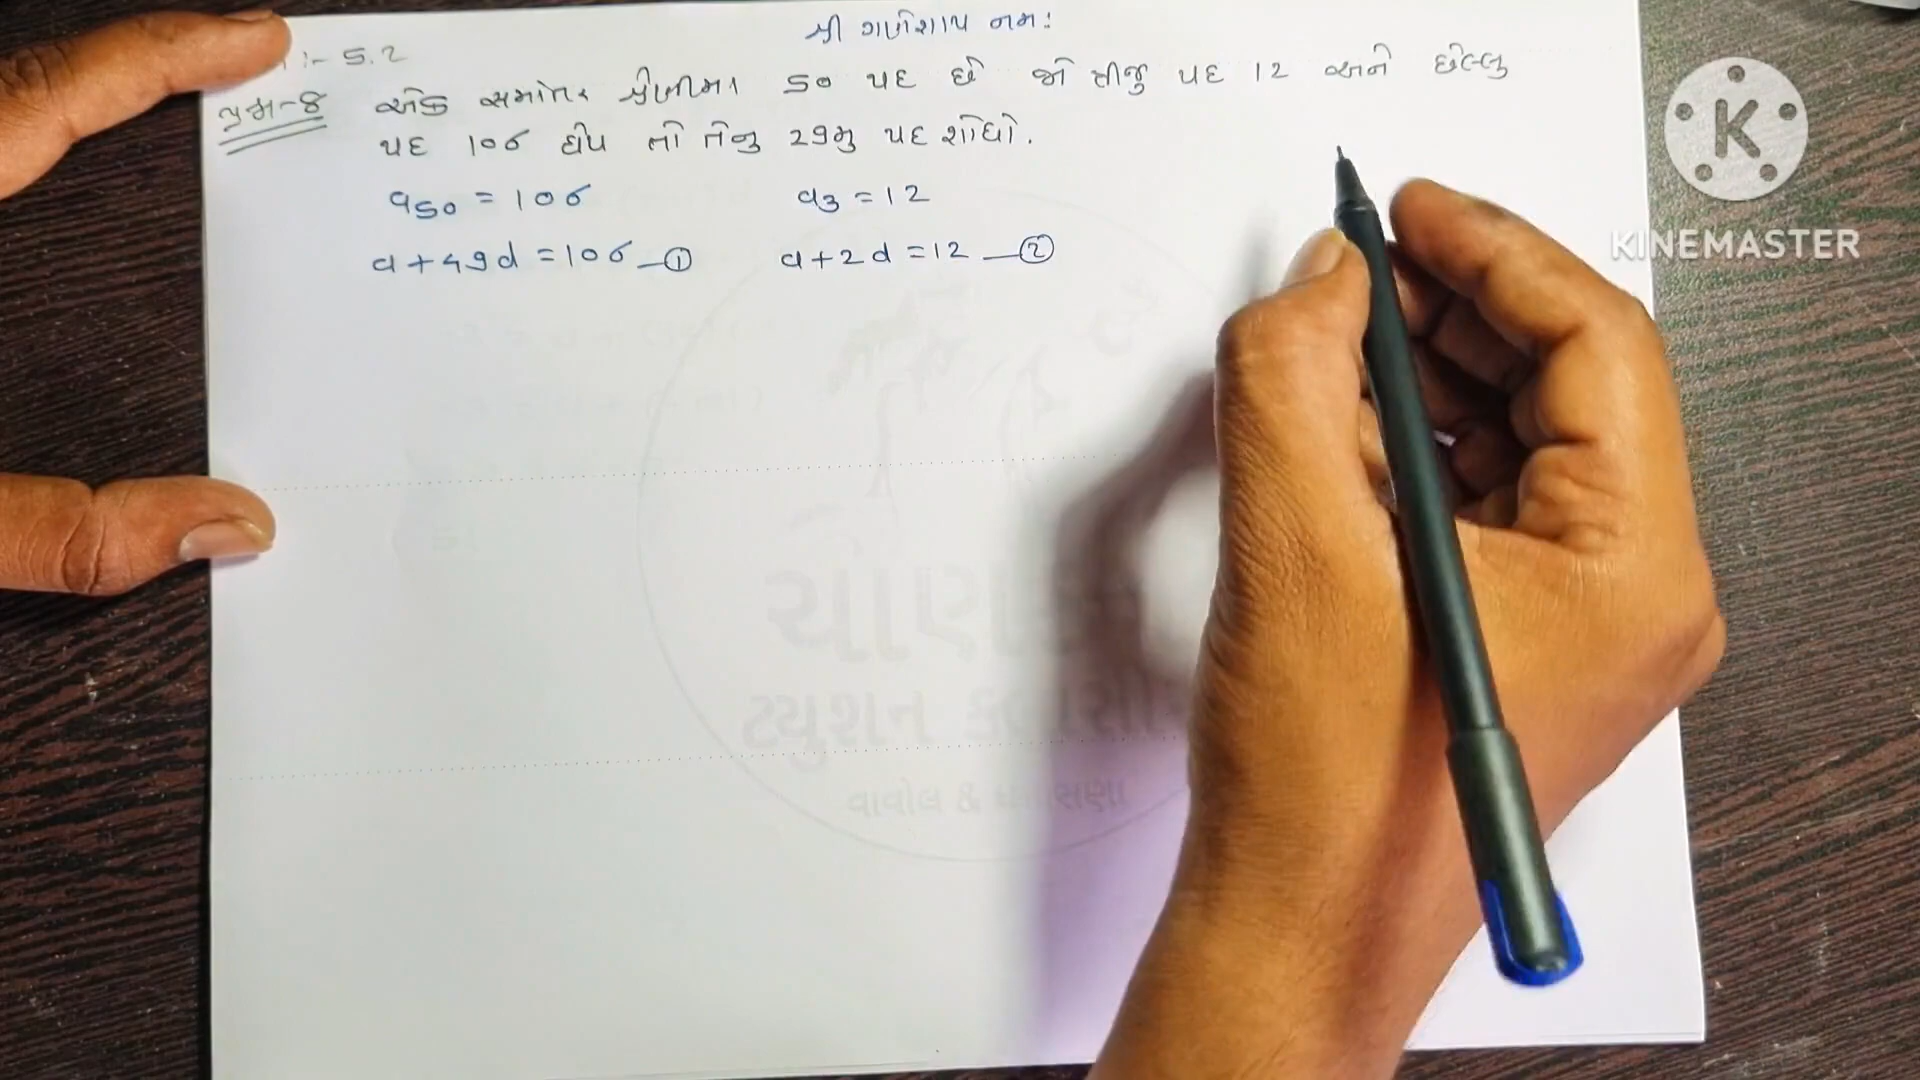 શ્રી ગણેશાય નમઃ
:- 5.2
પ્રશ્ન-8 એક સમાંતર શ્રેણીમાં 50 પદ છે જો ત્રીજુ પદ 12 અને છેલ્લુ
પદ 106 હોય તો તેનુ 29મુ પદ શોધો.
a50 = 106 a3 = 12
a+49d = 106 —① a+2d = 12 —②
ટ્યુશન
વાવોલ &
K
KINEMASTER